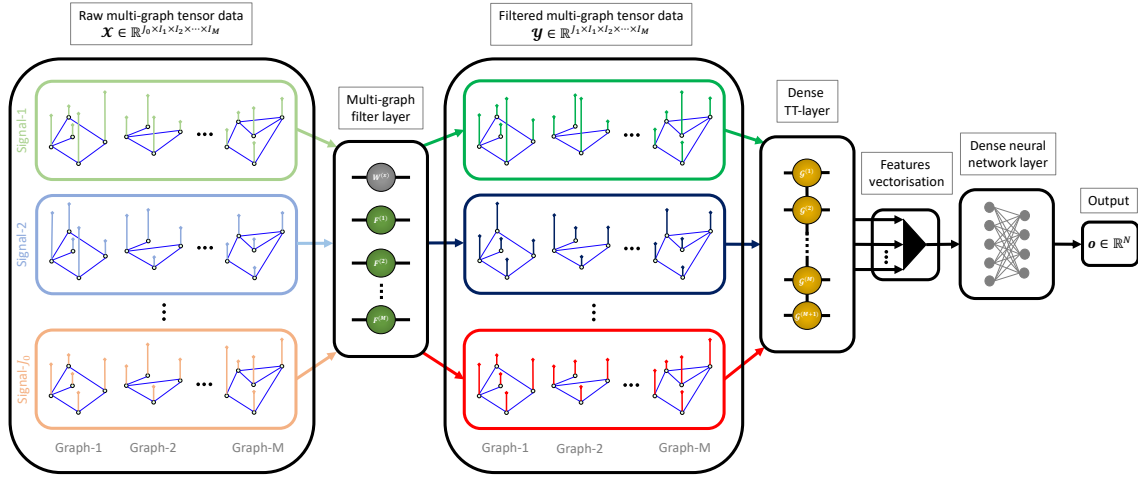 Raw multi-graph tensor data
𝓧 ∈ ℝ^{J₀×I₁×I₂×⋯×I_M}
Signal-1
Signal-2
Signal-J₀
Graph-1
Graph-2
Graph-M
Multi-graph
filter layer
W^{(x)}
F^{(1)}
F^{(2)}
F^{(M)}
Filtered multi-graph tensor data
𝓨 ∈ ℝ^{J₁×I₁×I₂×⋯×I_M}
Graph-1
Graph-2
Graph-M
Dense
TT-layer
𝓖^{(1)}
𝓖^{(2)}
𝓖^{(M)}
𝓖^{(M+1)}
Features
vectorisation
Dense neural
network layer
Output
𝒐 ∈ ℝ^N